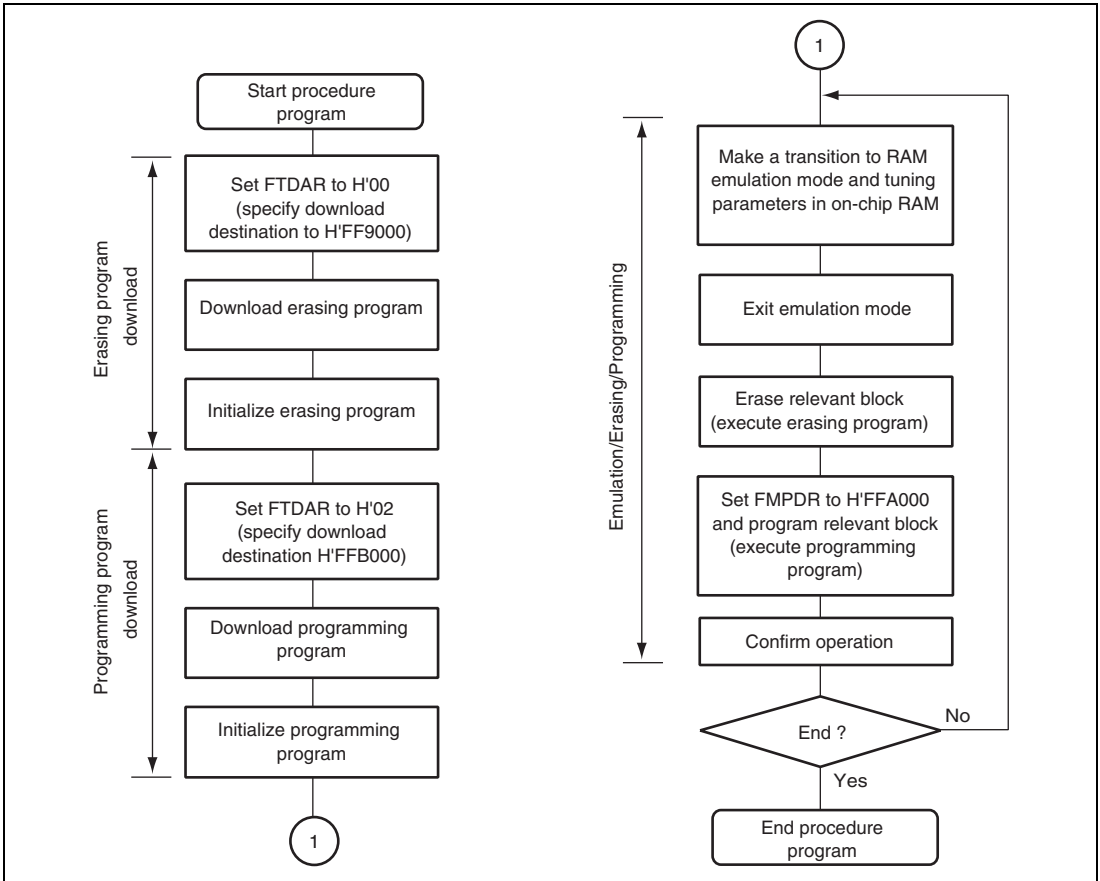 Start procedure
program
Erasing program
download
Set FTDAR to H'00
(specify download
destination to H'FF9000)
Download erasing program
Initialize erasing program
Programming program
download
Set FTDAR to H'02
(specify download
destination H'FFB000)
Download programming
program
Initialize programming
program
1
1
Emulation/Erasing/Programming
Make a transition to RAM
emulation mode and tuning
parameters in on-chip RAM
Exit emulation mode
Erase relevant block
(execute erasing program)
Set FMPDR to H'FFA000
and program relevant block
(execute programming
program)
Confirm operation
End ?
No
Yes
End procedure
program